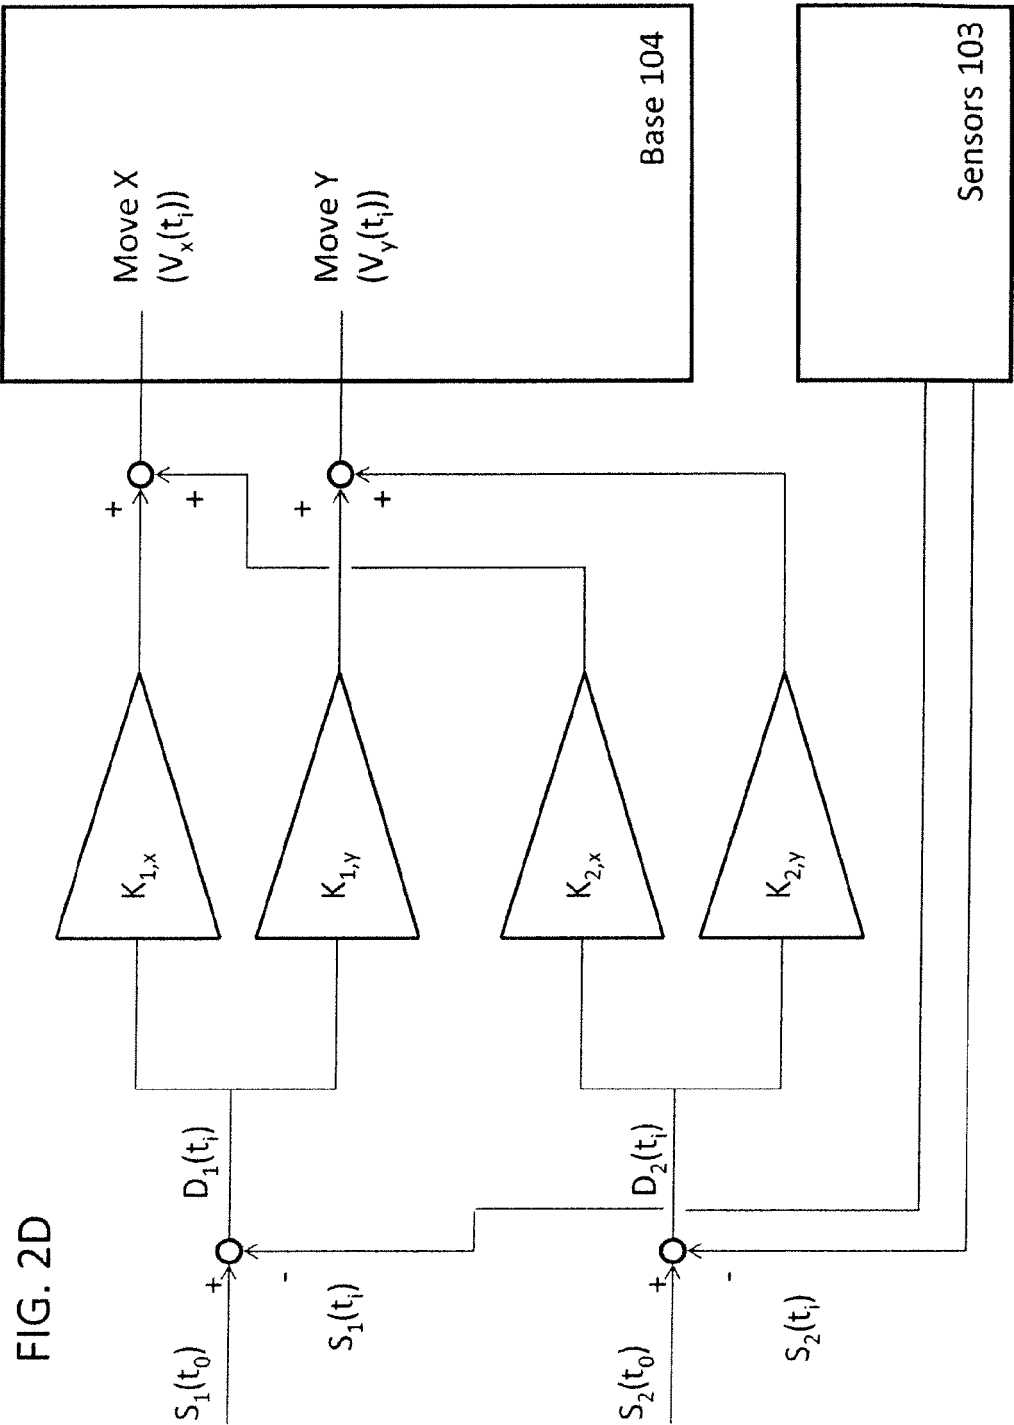 FIG. 2D
S1(t0)
+
-
S1(ti)
D1(ti)
K1,x
K1,y
+
+
Move X
(Vx(ti))
+
+
Move Y
(Vy(ti))
Base 104
S2(t0)
+
-
S2(ti)
D2(ti)
K2,x
K2,y
Sensors 103